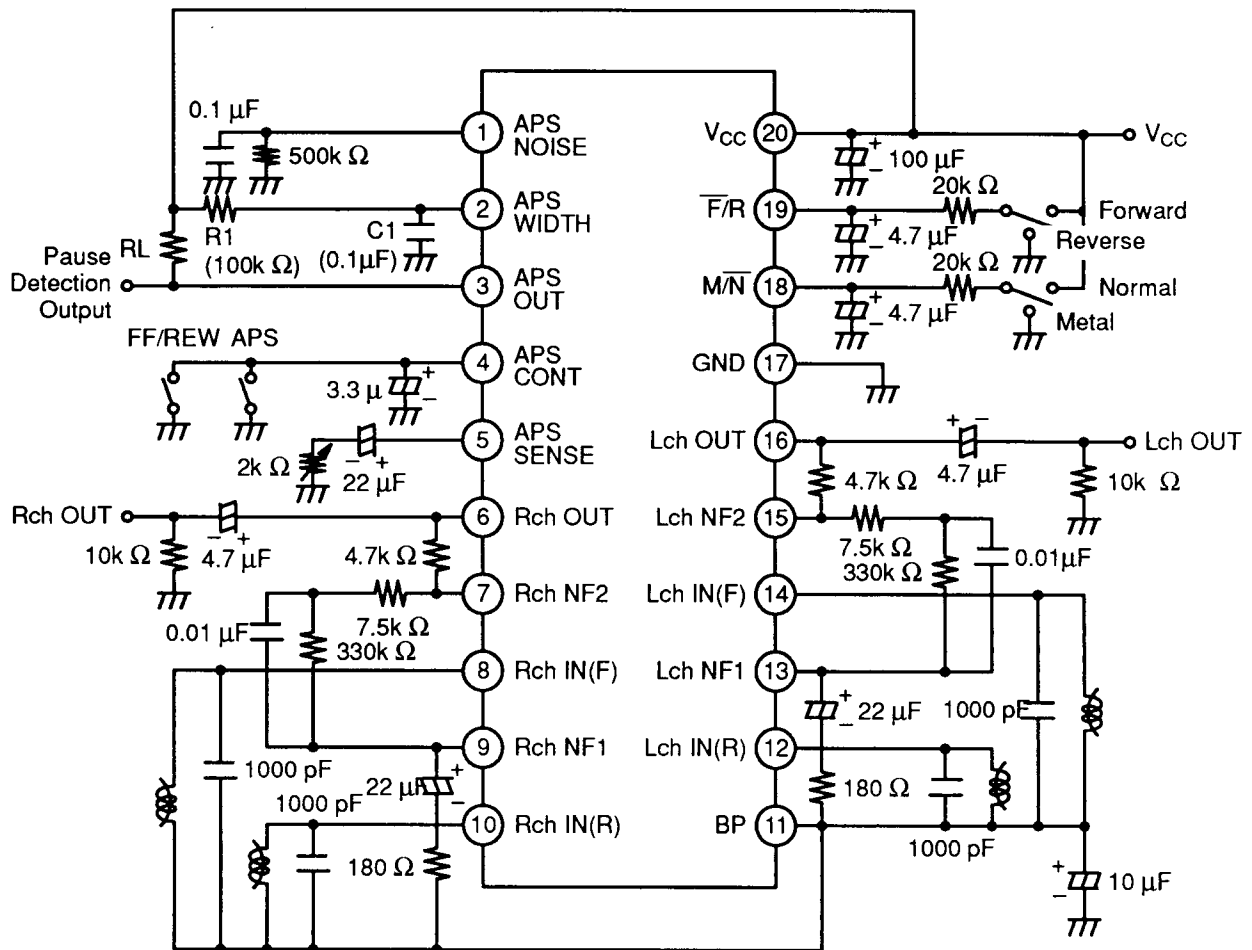 0.1 µF
500k Ω
1
APS
NOISE
R1
(100k Ω)
C1
(0.1µF)
2
APS
WIDTH
RL
Pause
Detection
Output
3
APS
OUT
FF/REW APS
3.3 µ
+
−
4
APS
CONT
2k Ω
− +
22 µF
5
APS
SENSE
Rch OUT
10k Ω
− +
4.7 µF
4.7k Ω
6
Rch OUT
7
Rch NF2
0.01 µF
7.5k Ω
330k Ω
8
Rch IN(F)
9
Rch NF1
1000 pF
1000 pF
22 µF
+
−
10
Rch IN(R)
180 Ω
VCC
20
+
−
100 µF
VCC
F/R
19
20k Ω
+
−
4.7 µF
Forward
Reverse
M/N
18
20k Ω
+
−
4.7 µF
Normal
Metal
GND
17
Lch OUT
16
+ −
4.7 µF
Lch OUT
4.7k Ω
10k Ω
Lch NF2
15
7.5k Ω
330k Ω
0.01µF
Lch IN(F)
14
Lch NF1
13
+
−
22 µF
1000 pF
Lch IN(R)
12
180 Ω
1000 pF
BP
11
+
−
10 µF